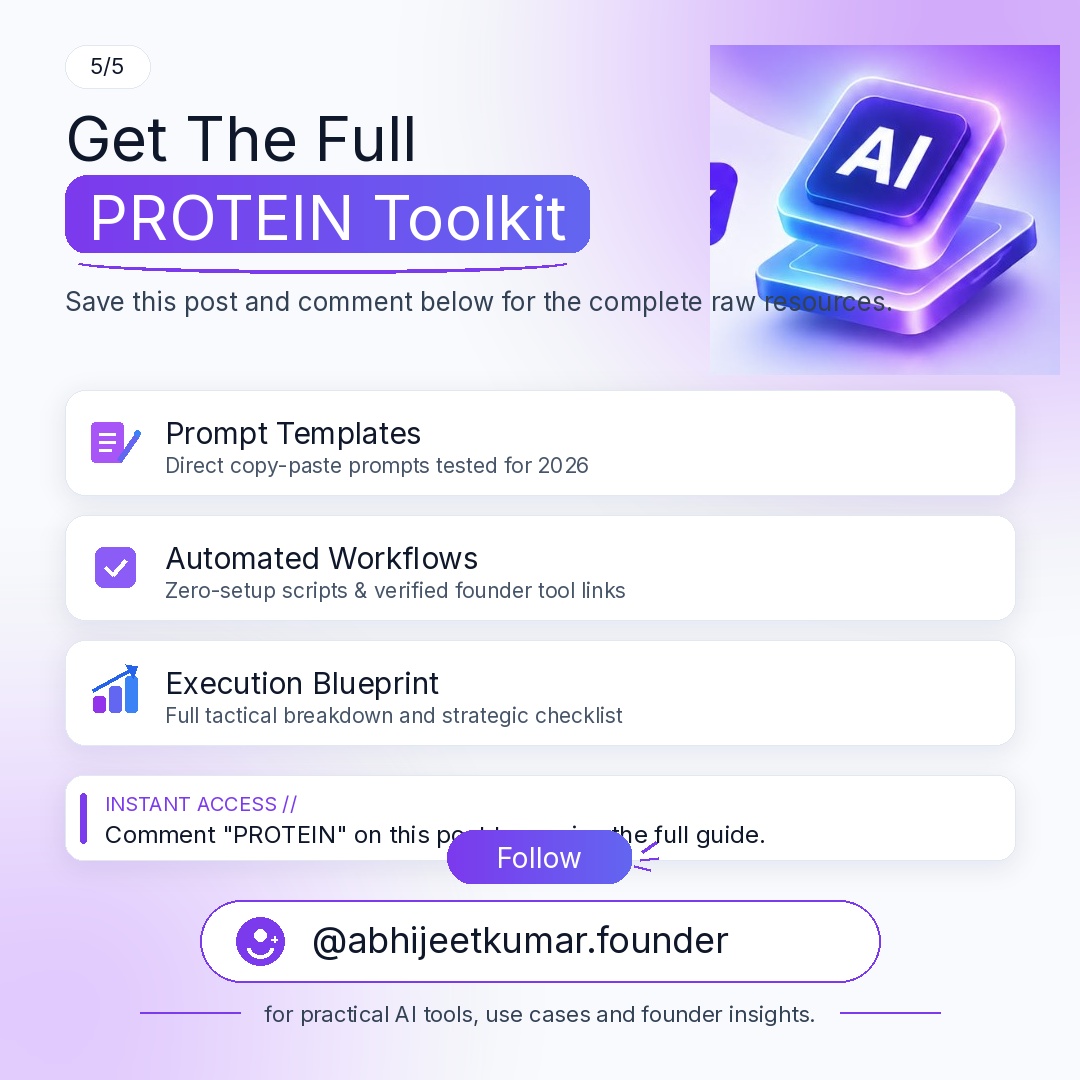 5/5
Get The Full
PROTEIN Toolkit
Save this post and comment below for the complete raw resources.
AI
Prompt Templates
Direct copy-paste prompts tested for 2026
Automated Workflows
Zero-setup scripts & verified founder tool links
Execution Blueprint
Full tactical breakdown and strategic checklist
INSTANT ACCESS //
Comment "PROTEIN" on this the full guide.
Follow
@abhijeetkumar.founder
for practical AI tools, use cases and founder insights.